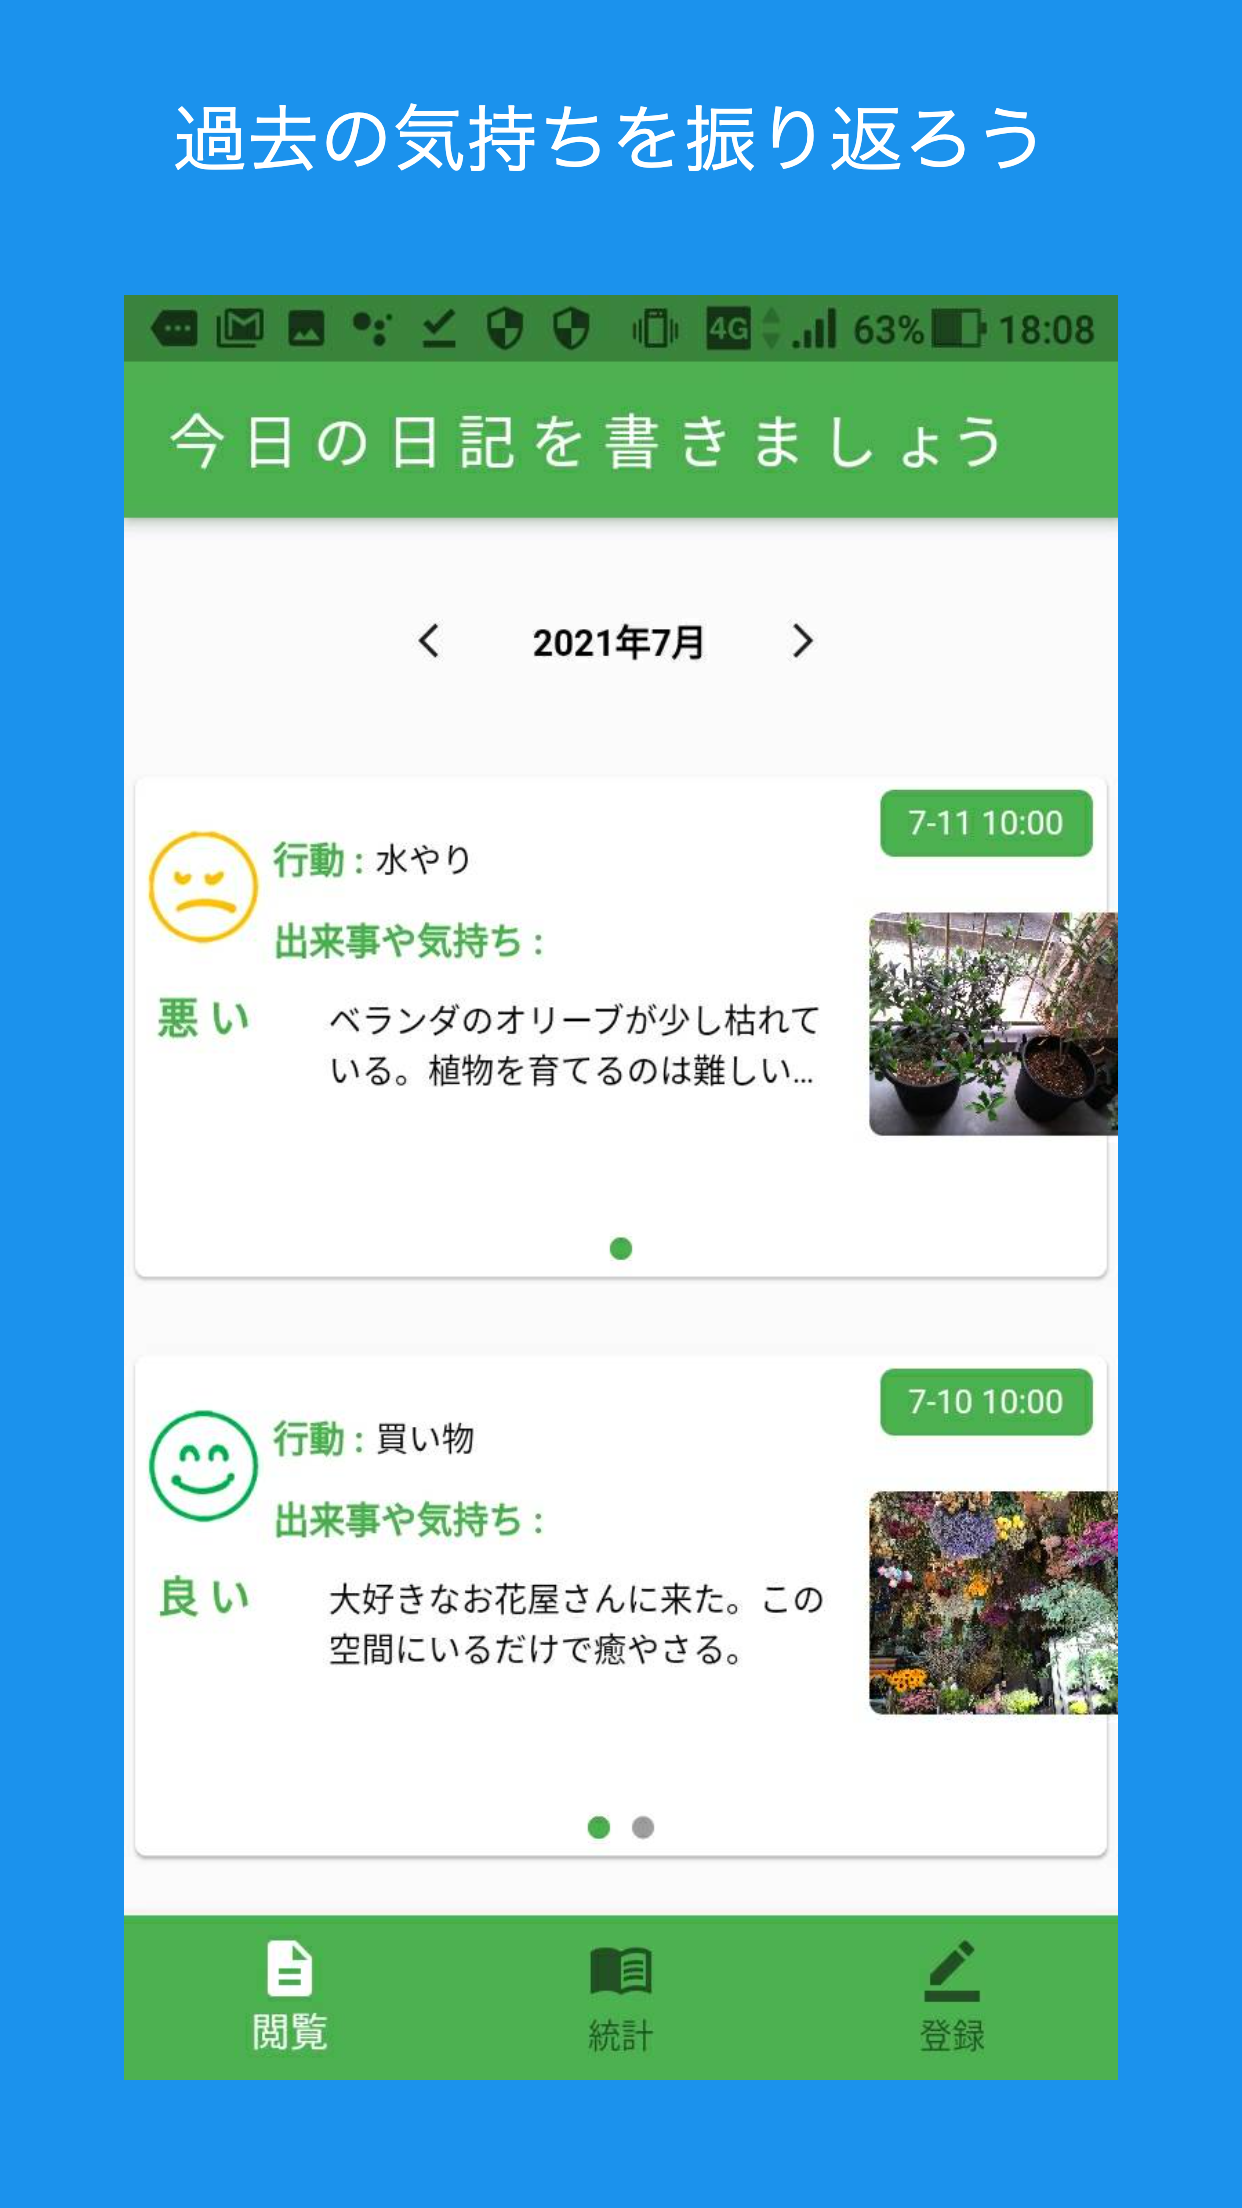 過去の気持ちを振り返ろう
4G 63% 18:08
今日の日記を書きましょう
2021年7月
7-11 10:00
行動 : 水やり
出来事や気持ち :
悪い
ベランダのオリーブが少し枯れて
いる。植物を育てるのは難しい...
7-10 10:00
行動 : 買い物
出来事や気持ち :
良い
大好きなお花屋さんに来た。この
空間にいるだけで癒やさる。
閲覧
統計
登録